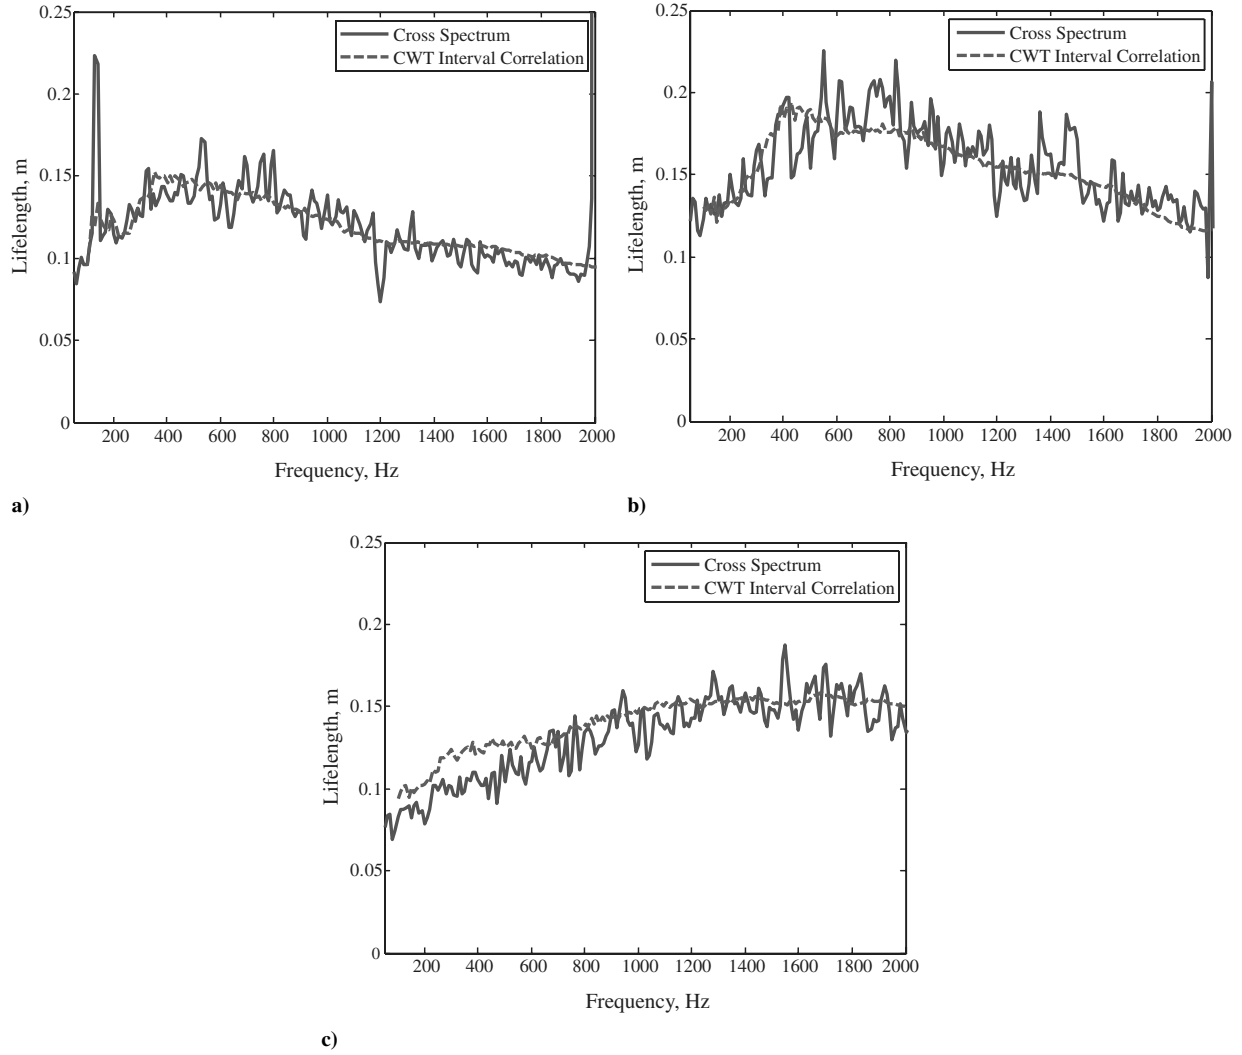 0.25
0.2
0.15
0.1
0.05
0
Lifelength, m
Cross Spectrum
CWT Interval Correlation
200 400 600 800 1000 1200 1400 1600 1800 2000
Frequency, Hz
a)
0.25
0.2
0.15
0.1
0.05
0
Lifelength, m
Cross Spectrum
CWT Interval Correlation
200 400 600 800 1000 1200 1400 1600 1800 2000
Frequency, Hz
b)
0.25
0.2
0.15
0.1
0.05
0
Lifelength, m
Cross Spectrum
CWT Interval Correlation
200 400 600 800 1000 1200 1400 1600 1800 2000
Frequency, Hz
c)